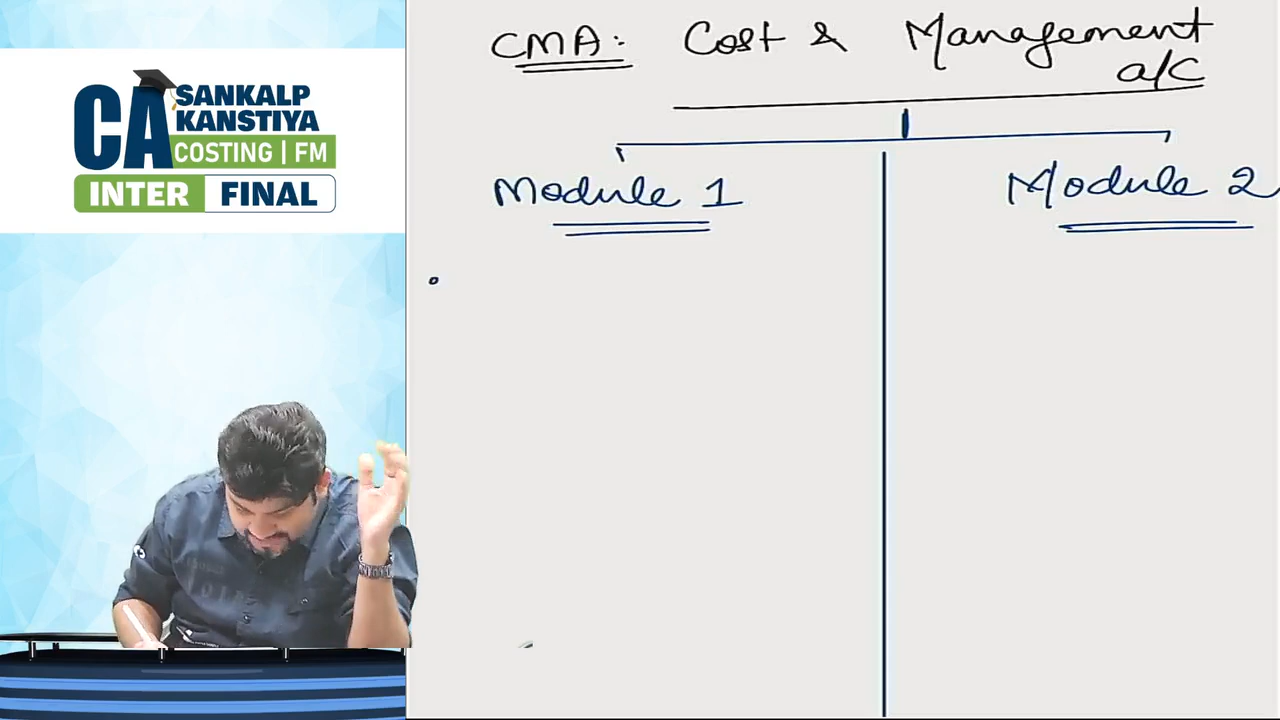 CA SANKALP
KANSTIYA
COSTING | FM
INTER FINAL
CMA: Cost & Management
a/c
Module 1
Module 2